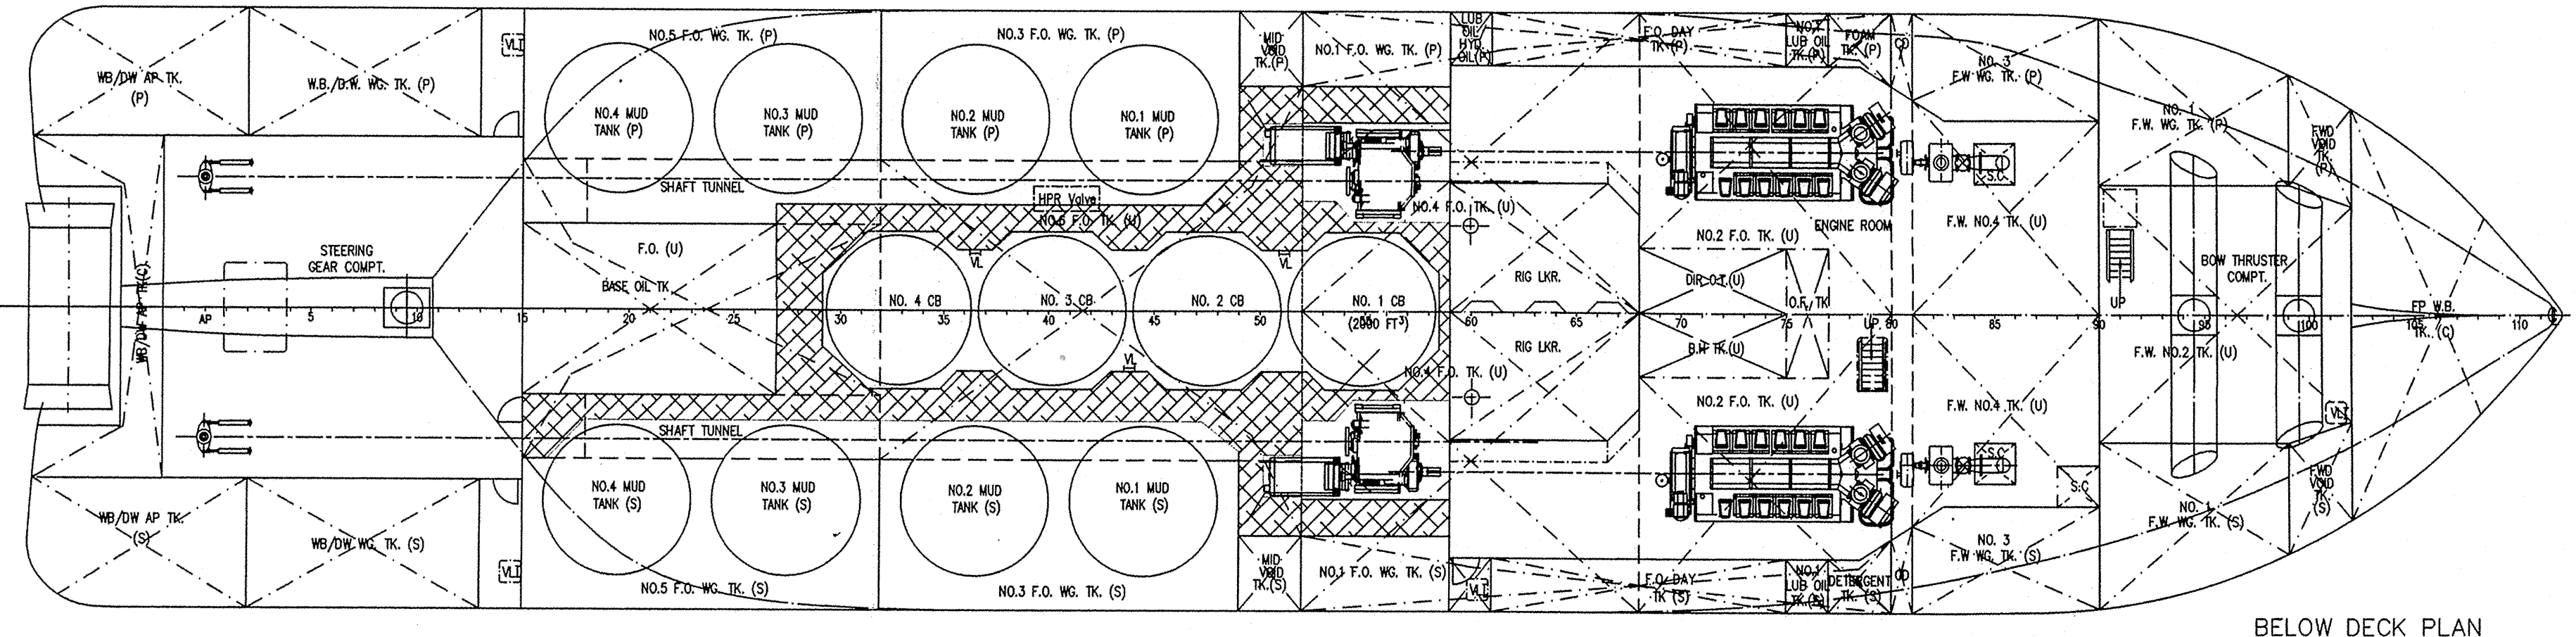 WB/DW AP TK.
(P)
W.B./D.W. WG. TK. (P)
VLT
NO.5 F.O. WG. TK. (P)
NO.3 F.O. WG. TK. (P)
MID
VOID
TK.(P)
NO.1 F.O. WG. TK. (P)
LUB
OIL/
HYD.
OIL(P)
F.O. DAY
TK (P)
NO.1
LUB OIL
TK.(P)
FOAM
TK. (P)
CD
NO. 3
F.W WG. TK. (P)
NO. 1
F.W. WG. TK. (P)
FWD
VOID
TK.
(P)
NO.4 MUD
TANK (P)
NO.3 MUD
TANK (P)
NO.2 MUD
TANK (P)
NO.1 MUD
TANK (P)
SHAFT TUNNEL
HPR Valve
NO.6 F.O. TK. (U)
NO.4 F.O. TK. (U)
NO.2 F.O. TK. (U)
ENGINE ROOM
S.C.
F.W. NO.4 TK. (U)
STEERING
GEAR COMPT.
F.O. (U)
BASE OIL TK
VL
VL
RIG LKR.
DIR.O.T.(U)
O.F. TK
UP
BOW THRUSTER
COMPT.
WB/DW AP TK.(C)
NO. 4 CB
NO. 3 CB
NO. 2 CB
NO. 1 CB
(2000 FT³)
AP 5 10 15 20 25 30 35 40 45 50 55 60 65 70 75 80 85 90 95 100 105 110
FP W.B.
TK. (C)
UP.
RIG LKR.
B.H TK.(U)
F.W. NO.2 TK. (U)
VL
NO.4 F.O. TK. (U)
NO.2 F.O. TK. (U)
F.W. NO.4 TK. (U)
VLT
SHAFT TUNNEL
S.C.
S.C
NO.4 MUD
TANK (S)
NO.3 MUD
TANK (S)
NO.2 MUD
TANK (S)
NO.1 MUD
TANK (S)
WB/DW AP TK.
(S)
WB/DW WG. TK. (S)
VLT
NO.5 F.O. WG. TK. (S)
NO.3 F.O. WG. TK. (S)
MID
VOID
TK.(S)
NO.1 F.O. WG. TK. (S)
VLT
F.O. DAY
TK (S)
NO.1
LUB OIL
TK.(S)
DETERGENT
TK. (S)
NO. 3
F.W WG. TK. (S)
NO. 1
F.W. WG. TK. (S)
FWD
VOID
TK.
(S)
BELOW DECK PLAN